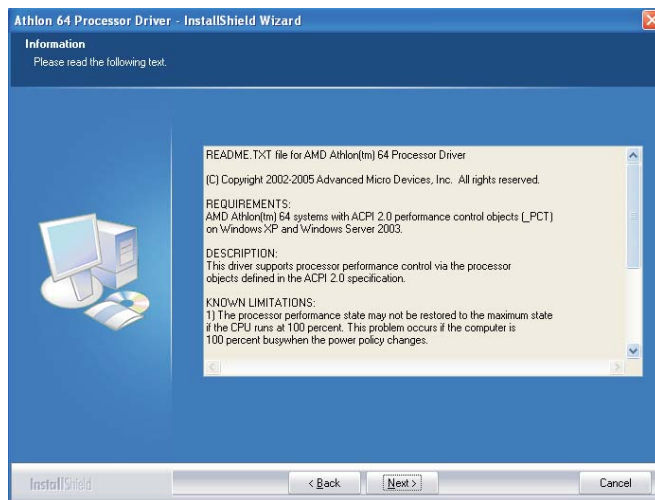 Athlon 64 Processor Driver - InstallShield Wizard
Information
Please read the following text.
README.TXT file for AMD Athlon(tm) 64 Processor Driver
(C) Copyright 2002-2005 Advanced Micro Devices, Inc. All rights reserved.
REQUIREMENTS:
AMD Athlon(tm) 64 systems with ACPI 2.0 performance control objects (_PCT)
on Windows XP and Windows Server 2003.
DESCRIPTION:
This driver supports processor performance control via the processor
objects defined in the ACPI 2.0 specification.
KNOWN LIMITATIONS:
1) The processor performance state may not be restored to the maximum state
if the CPU runs at 100 percent. This problem occurs if the computer is
100 percent busywhen the power policy changes.
InstallShield
< Back
Next >
Cancel